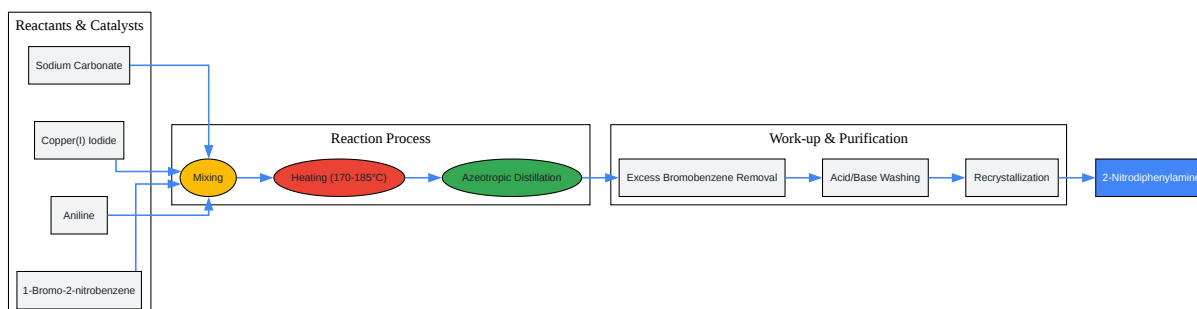 Reactants & Catalysts
Sodium Carbonate
Copper(I) Iodide
Aniline
1-Bromo-2-nitrobenzene
Reaction Process
Mixing
Heating (170-185°C)
Azeotropic Distillation
Work-up & Purification
Excess Bromobenzene Removal
Acid/Base Washing
Recrystallization
2-Nitrodiphenylamine